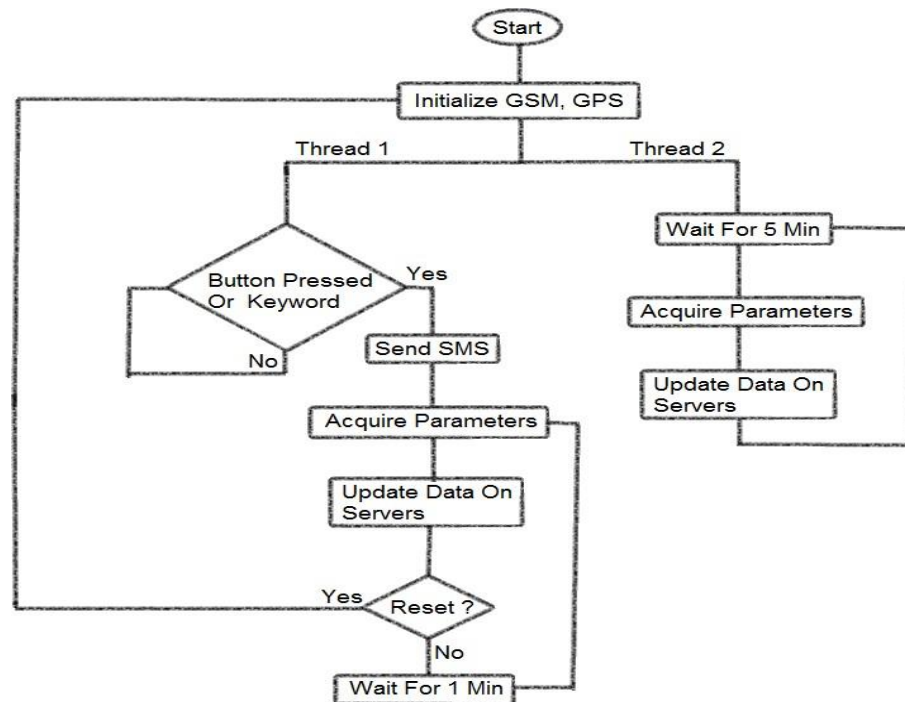 Start
Initialize GSM, GPS
Thread 1
Thread 2
Button Pressed
Or Keyword
Yes
No
Send SMS
Acquire Parameters
Update Data On
Servers
Reset ?
Yes
No
Wait For 1 Min
Wait For 5 Min
Acquire Parameters
Update Data On
Servers